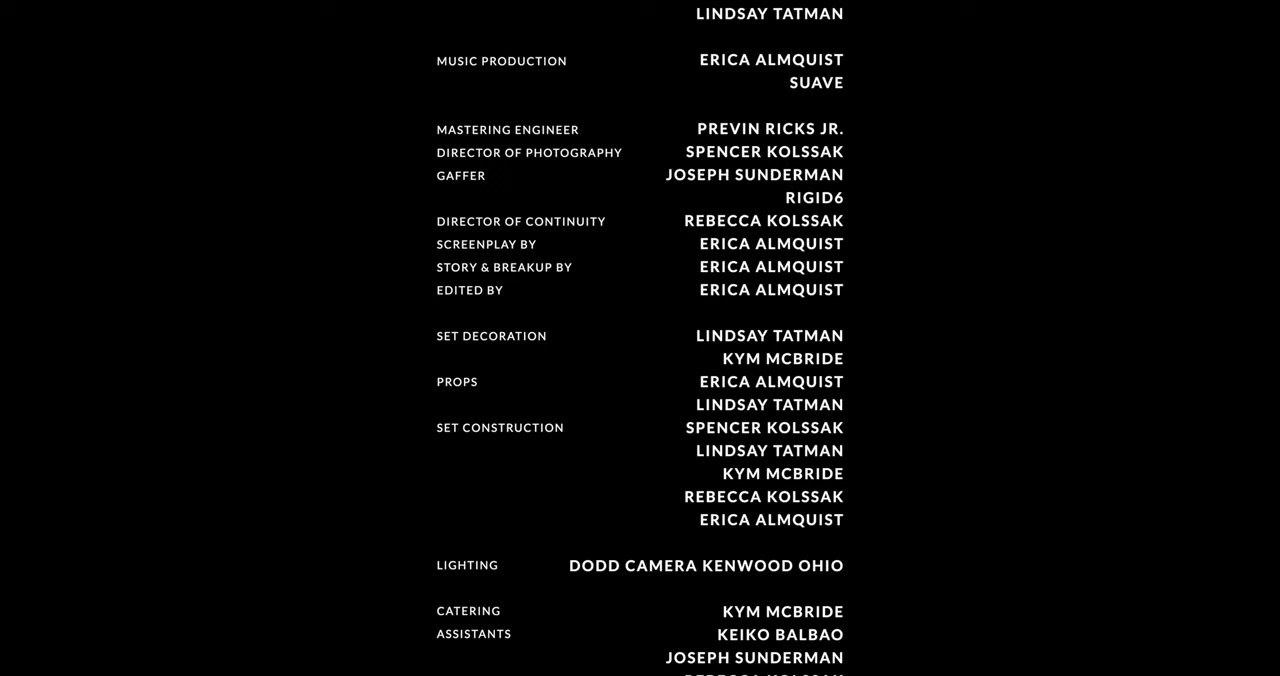 LINDSAY TATMAN
MUSIC PRODUCTION ERICA ALMQUIST
SUAVE
MASTERING ENGINEER PREVIN RICKS JR.
DIRECTOR OF PHOTOGRAPHY SPENCER KOLSSAK
GAFFER JOSEPH SUNDERMAN
RIGID6
DIRECTOR OF CONTINUITY REBECCA KOLSSAK
SCREENPLAY BY ERICA ALMQUIST
STORY & BREAKUP BY ERICA ALMQUIST
EDITED BY ERICA ALMQUIST
SET DECORATION LINDSAY TATMAN
KYM MCBRIDE
PROPS ERICA ALMQUIST
LINDSAY TATMAN
SET CONSTRUCTION SPENCER KOLSSAK
LINDSAY TATMAN
KYM MCBRIDE
REBECCA KOLSSAK
ERICA ALMQUIST
LIGHTING DODD CAMERA KENWOOD OHIO
CATERING KYM MCBRIDE
ASSISTANTS KEIKO BALBAO
JOSEPH SUNDERMAN